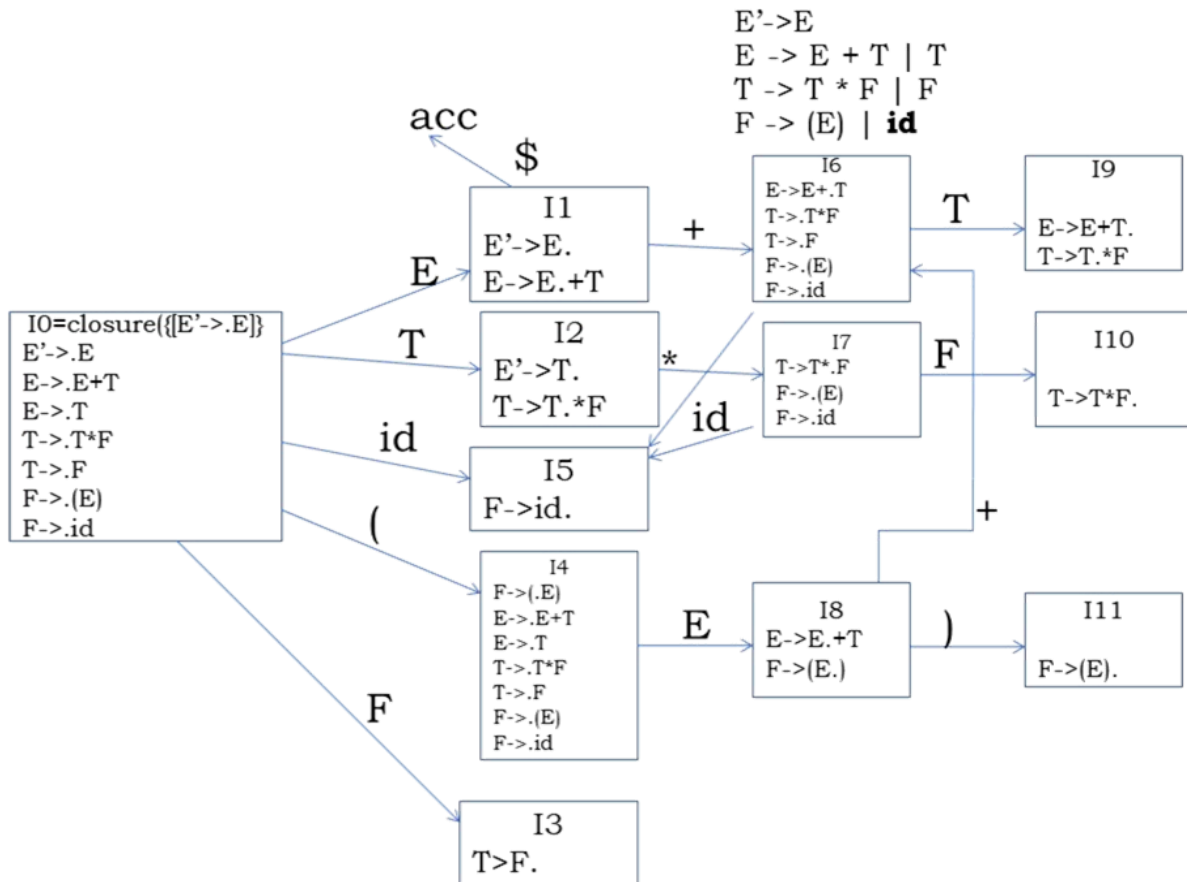 E'->E
E -> E + T | T
T -> T * F | F
F -> (E) | id
acc
$
I1
E'->E.
E->E.+T
+
I6
E->E+.T
T->.T*F
T->.F
F->.(E)
F->.id
T
I9
E->E+T.
T->T.*F
E
I0=closure({[E'->.E]}
E'->.E
E->.E+T
E->.T
T->.T*F
T->.F
F->.(E)
F->.id
T
I2
E'->T.
T->T.*F
*
I7
T->T*.F
F->.(E)
F->.id
F
I10
T->T*F.
id
id
I5
F->id.
(
+
I4
F->(.E)
E->.E+T
E->.T
T->.T*F
T->.F
F->.(E)
F->.id
E
I8
E->E.+T
F->(E.)
)
I11
F->(E).
F
I3
T>F.